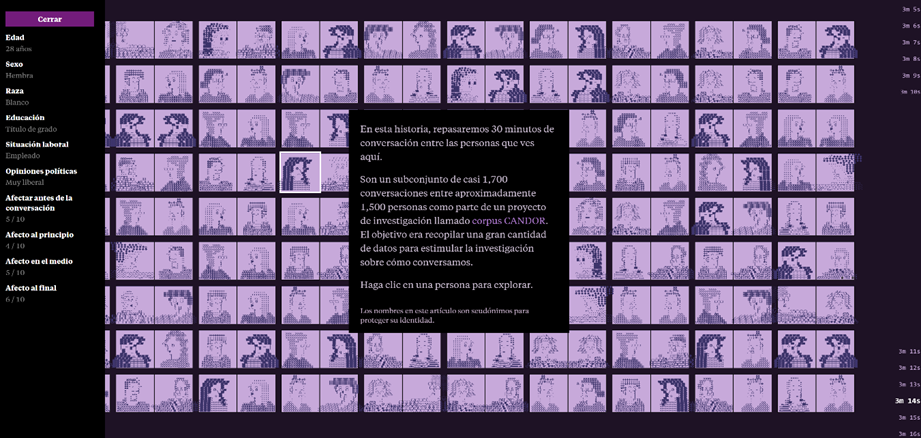 Cerrar
Edad
28 años
Sexo
Hembra
Raza
Blanco
Educación
Título de grado
Situación laboral
Empleado
Opiniones políticas
Muy liberal
Afectar antes de la
conversación
5 / 10
Afecto al principio
4 / 10
Afecto en el medio
5 / 10
Afecto al final
6 / 10
En esta historia, repasaremos 30 minutos de
conversación entre las personas que ves
aquí.
Son un subconjunto de casi 1,700
conversaciones entre aproximadamente
1,500 personas como parte de un proyecto
de investigación llamado corpus CANDOR.
El objetivo era recopilar una gran cantidad
de datos para estimular la investigación
sobre cómo conversamos.
Haga clic en una persona para explorar.
Los nombres en este artículo son seudónimos para
proteger su identidad.
3m 5s
3m 6s
3m 7s
3m 8s
3m 9s
3m 10s
3m 11s
3m 12s
3m 13s
3m 14s
3m 15s
3m 16s